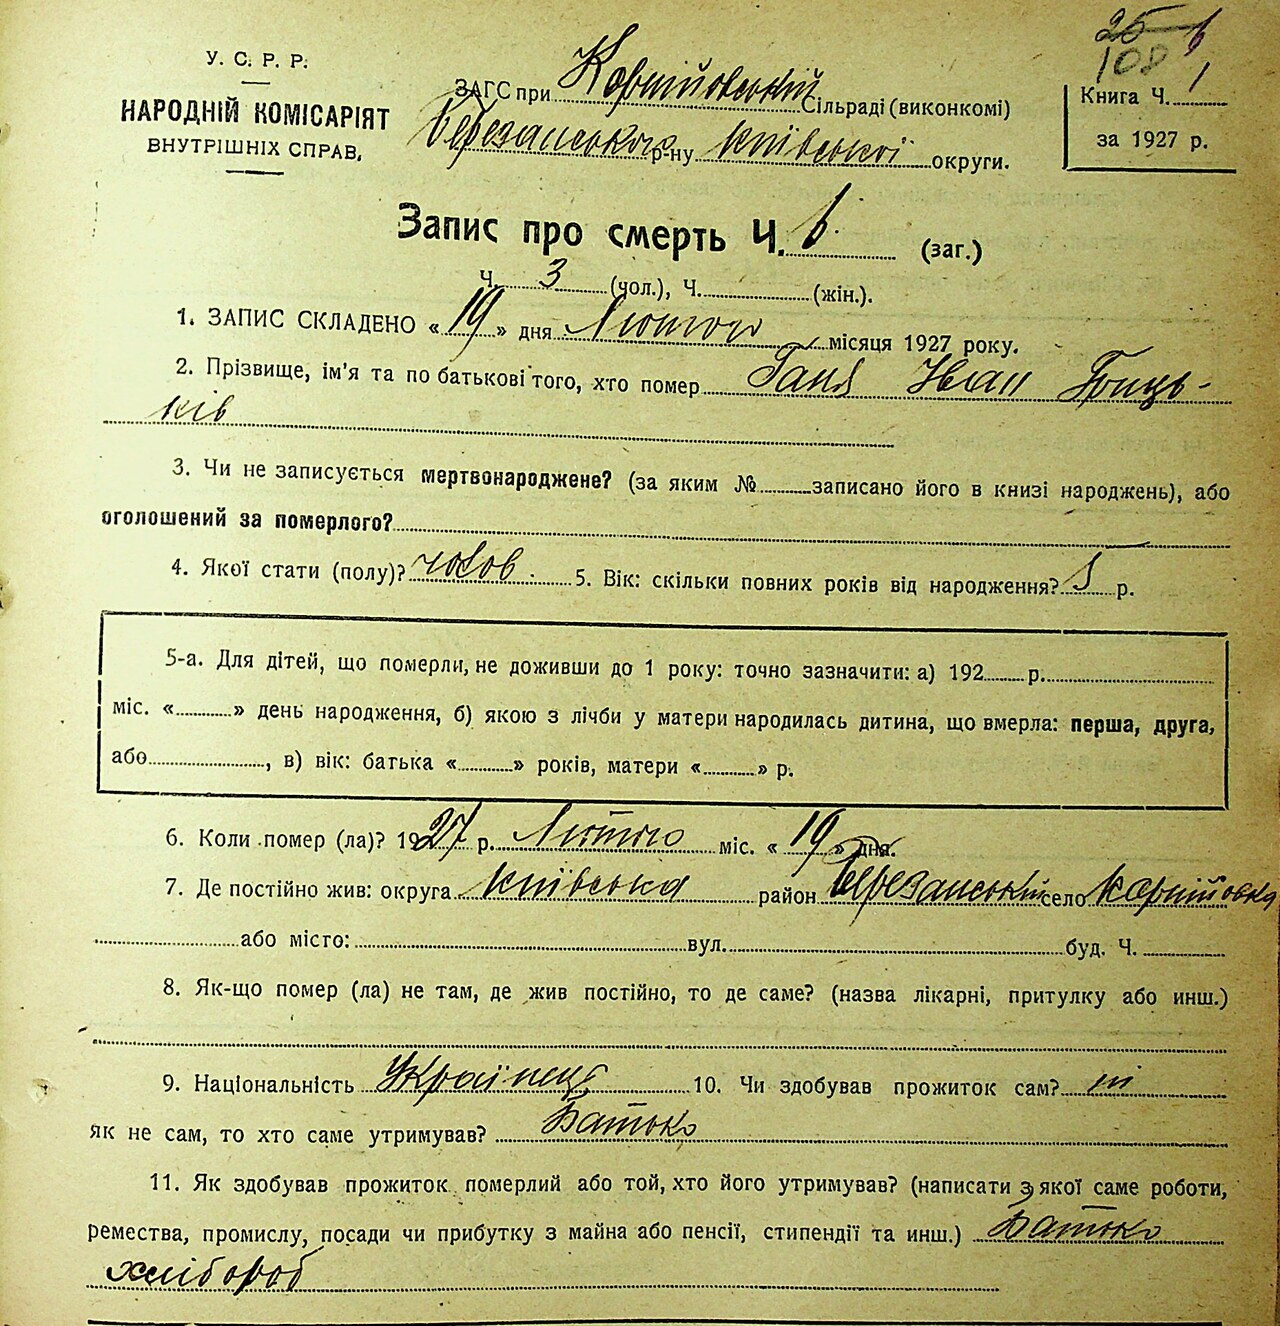 25 6
108
У. С. Р. Р.
НАРОДНІЙ КОМІСАРІЯТ
ВНУТРІШНІХ СПРАВ.
ЗАГС при Корнійовській Сільраді (виконкомі)
Березанського р-ну Київської округи.
Книга Ч. 1
за 1927 р.
Запис про смерть Ч. 6 (заг.)
Ч. 3 (чол.), Ч. (жін.).
1. ЗАПИС СКЛАДЕНО «19» дня Лютого місяця 1927 року.
2. Прізвище, ім'я та по батькові того, хто помер Ганя Іван Гриць-
ків
3. Чи не записується мертвонароджене? (за яким № записано його в книзі народжень), або
оголошений за померлого?
4. Якої стати (полу)? чолов. 5. Вік: скільки повних років від народження? 5 р.
5-а. Для дітей, що померли, не доживши до 1 року: точно зазначити: а) 192 р.
міс. « » день народження, б) якою з лічби у матери народилась дитина, що вмерла: перша, друга,
або , в) вік: батька « » років, матери « » р.
6. Коли помер (ла)? 1927 р. Лютого міс. «19» дня.
7. Де постійно жив: округа Київська район Березанський село Корнійовка
або місто: вул. буд. Ч.
8. Як-що помер (ла) не там, де жив постійно, то де саме? (назва лікарні, притулку або инш.)
9. Національність Українець 10. Чи здобував прожиток сам? ні
як не сам, то хто саме утримував? Батько
11. Як здобував прожиток померлий або той, хто його утримував? (написати з якої саме роботи,
ремества, промислу, посади чи прибутку з майна або пенсії, стипендії та инш.) Батько
хлібороб